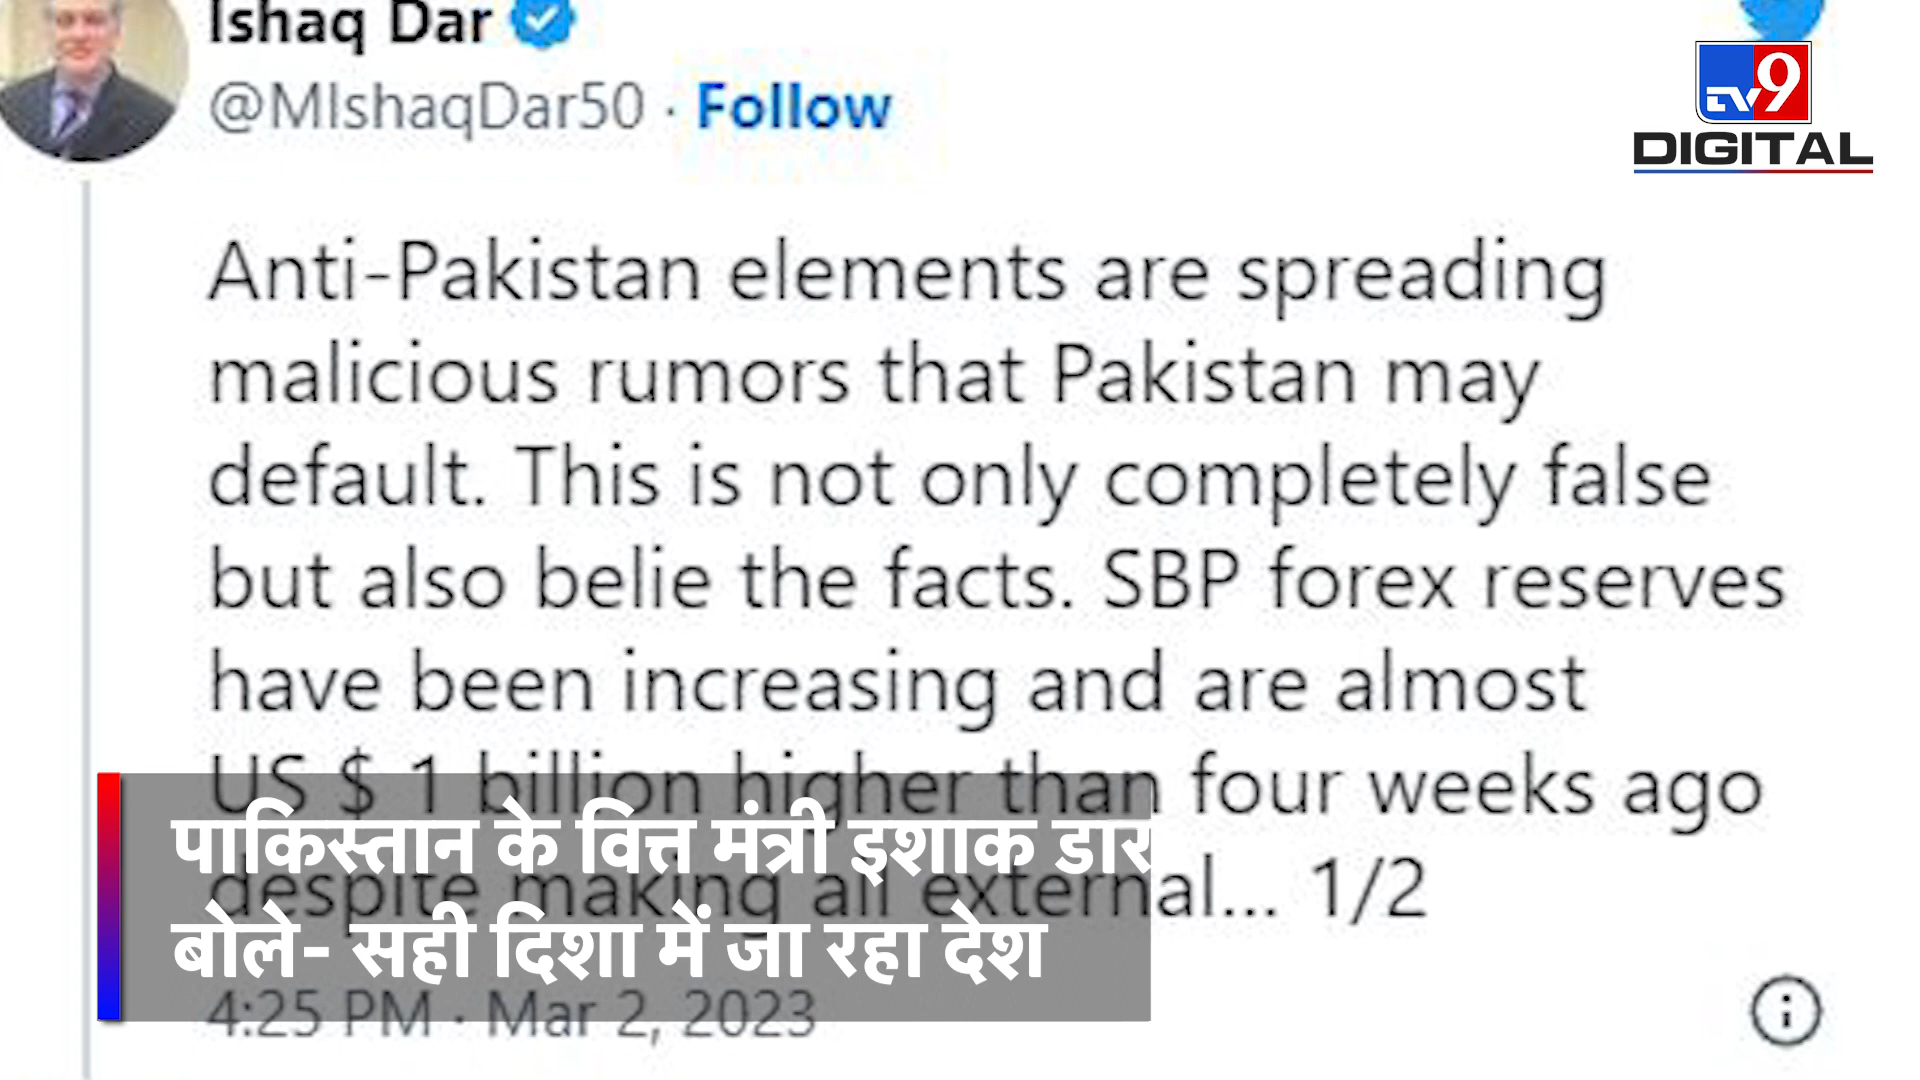 Ishaq Dar
@MIshaqDar50 · Follow
tv9
DIGITAL
Anti-Pakistan elements are spreading
malicious rumors that Pakistan may
default. This is not only completely false
but also belie the facts. SBP forex reserves
have been increasing and are almost
US $ 1 billion higher than four weeks ago
despite making all external... 1/2
पाकिस्तान के वित्त मंत्री इशाक डार
बोले- सही दिशा में जा रहा देश
4:25 PM · Mar 2, 2023